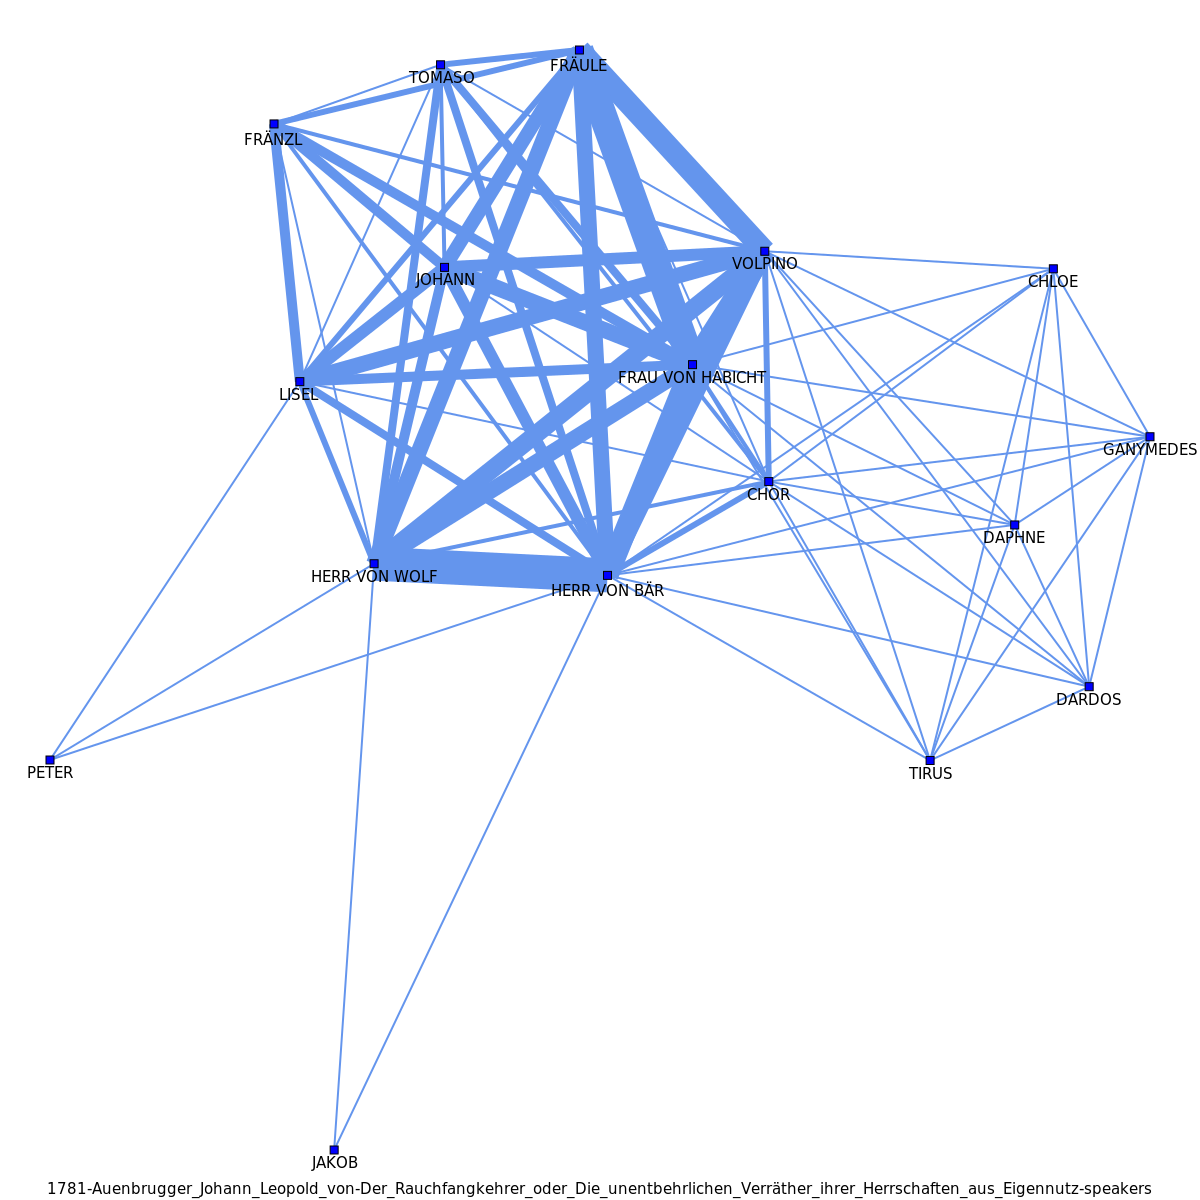 FRÄULE
TOMASO
FRÄNZL
VOLPINO
JOHANN
CHLOE
FRAU VON HABICHT
LISEL
GANYMEDES
CHOR
DAPHNE
HERR VON WOLF
HERR VON BÄR
DARDOS
PETER
TIRUS
JAKOB
1781-Auenbrugger_Johann_Leopold_von-Der_Rauchfangkehrer_oder_Die_unentbehrlichen_Verräther_ihrer_Herrschaften_aus_Eigennutz-speakers